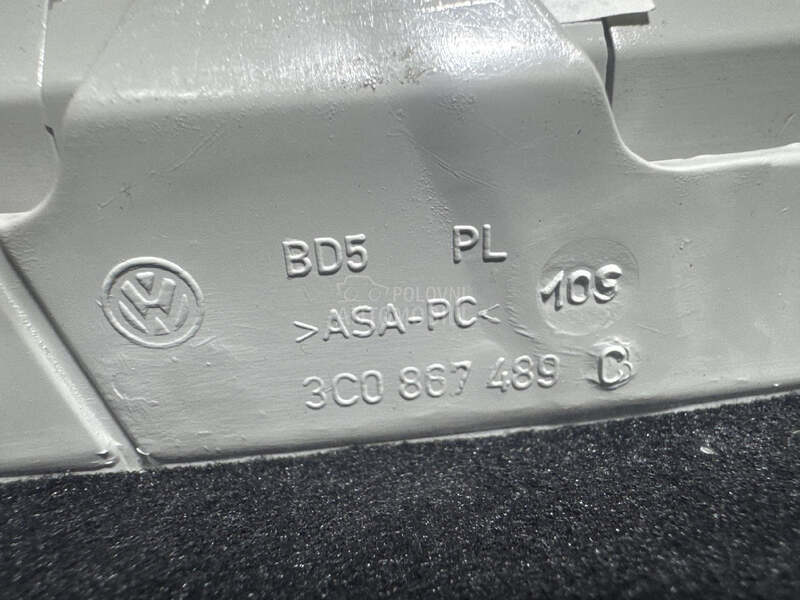 BD5 PL
>ASA-PC<
109
3C0 867 489 C
POLOVNI